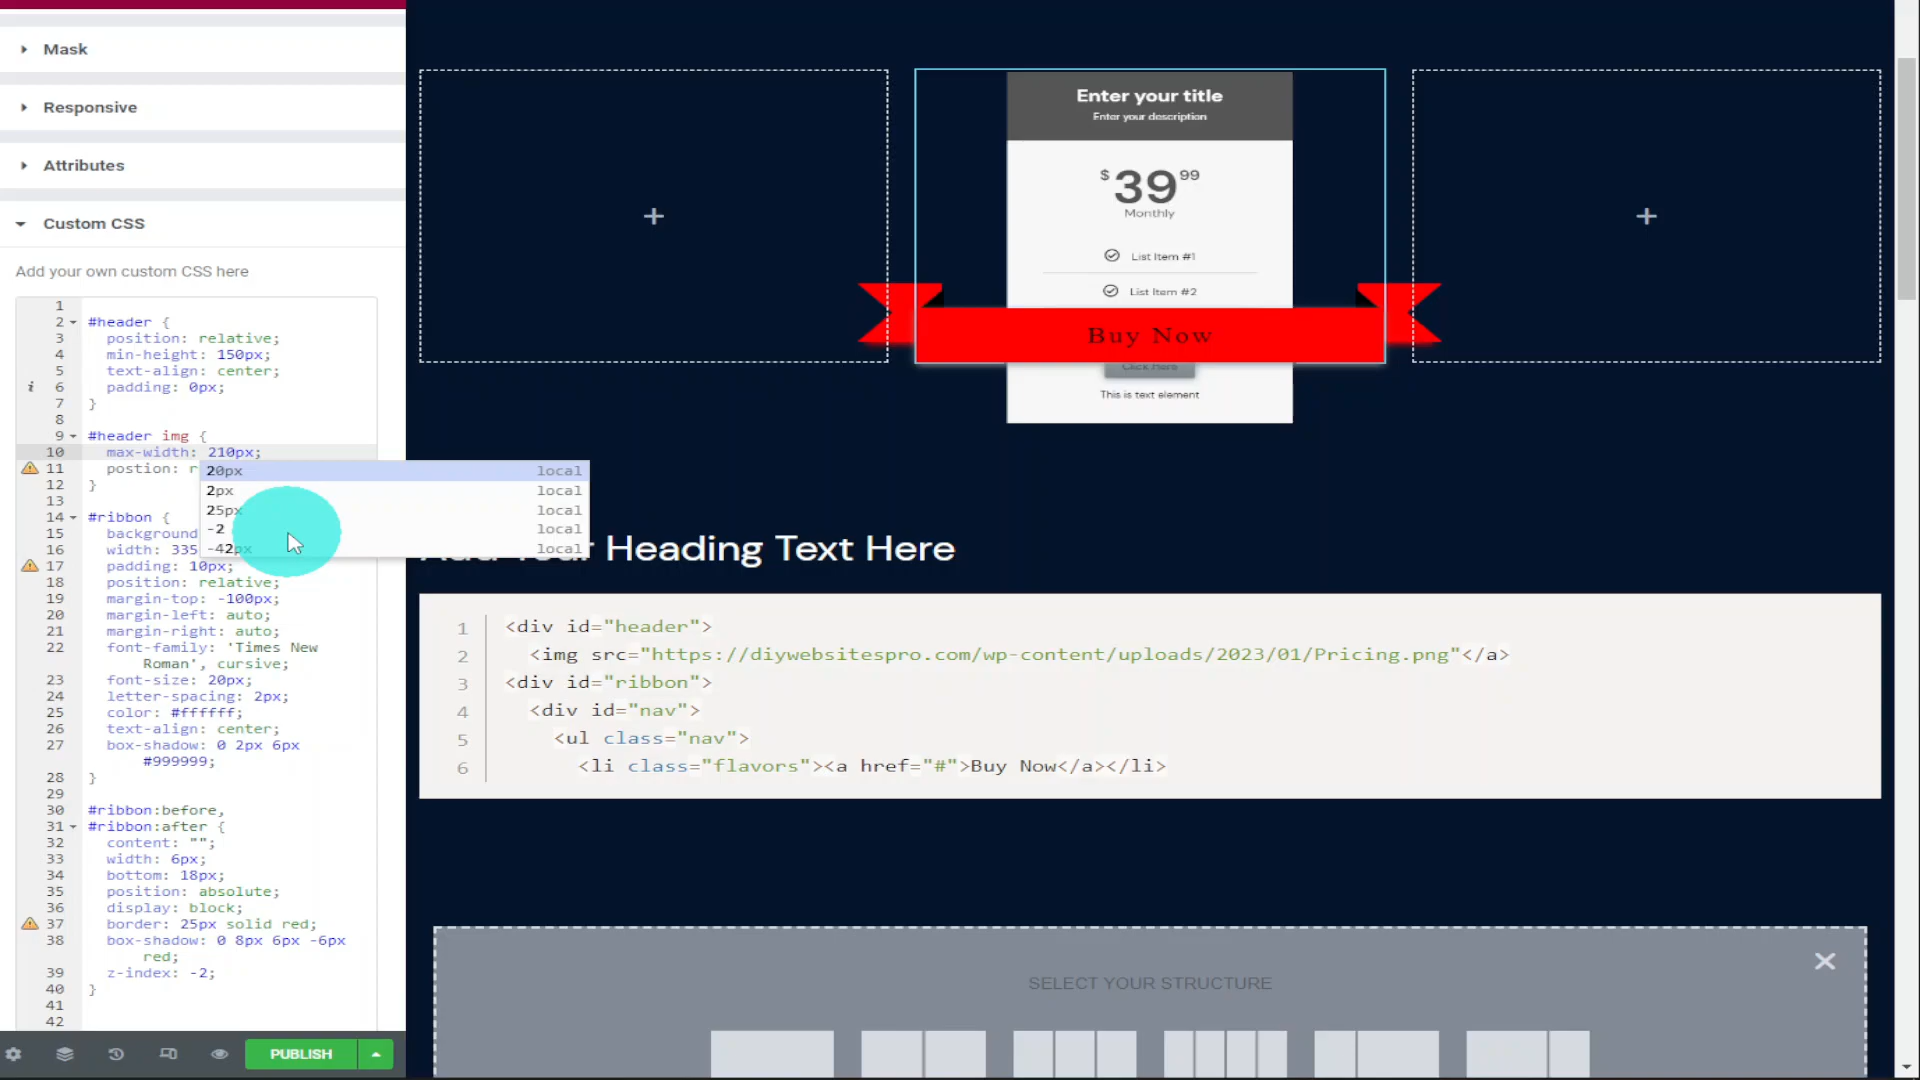 Mask
Responsive
Attributes
Custom CSS
Add your own custom CSS here
1
2 #header {
3 position: relative;
4 min-height: 150px;
5 text-align: center;
6 padding: 0px;
7 }
8
9 #header img {
10 max-width: 210px;
11 postion: r
12 }
13
14 #ribbon {
15 background
16 width: 335
17 padding: 10px;
18 position: relative;
19 margin-top: -100px;
20 margin-left: auto;
21 margin-right: auto;
22 font-family: 'Times New
Roman', cursive;
23 font-size: 20px;
24 letter-spacing: 2px;
25 color: #ffffff;
26 text-align: center;
27 box-shadow: 0 2px 6px
#999999;
28 }
29
30 #ribbon:before,
31 #ribbon:after {
32 content: "";
33 width: 6px;
34 bottom: 18px;
35 position: absolute;
36 display: block;
37 border: 25px solid red;
38 box-shadow: 0 8px 6px -6px
red;
39 z-index: -2;
40 }
41
42
20px local
2px local
25px local
-2 local
-42px local
PUBLISH
Enter your title
Enter your description
$ 39 99
Monthly
List Item #1
List Item #2
Buy Now
Click Here
This is text element
Add Your Heading Text Here
1 <div id="header">
2 <img src="https://diywebsitespro.com/wp-content/uploads/2023/01/Pricing.png"</a>
3 <div id="ribbon">
4 <div id="nav">
5 <ul class="nav">
6 <li class="flavors"><a href="#">Buy Now</a></li>
SELECT YOUR STRUCTURE